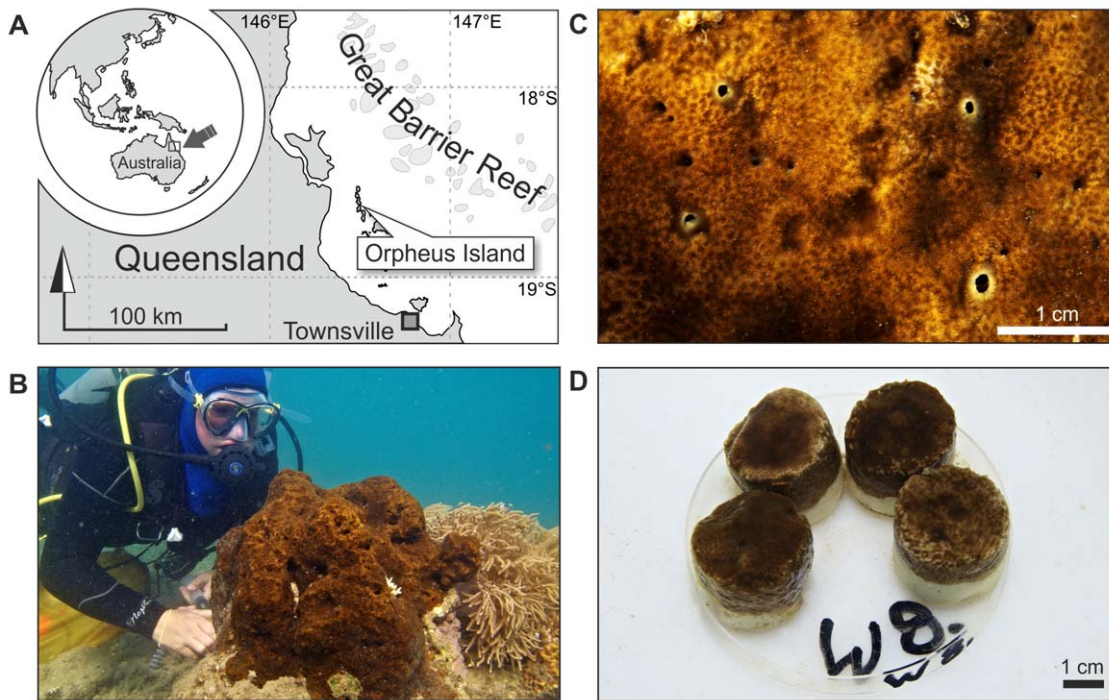 A
146°E
147°E
Great Barrier Reef
18°S
Australia
Orpheus Island
Queensland
19°S
100 km
Townsville
B
C
1 cm
D
W8.
1 cm